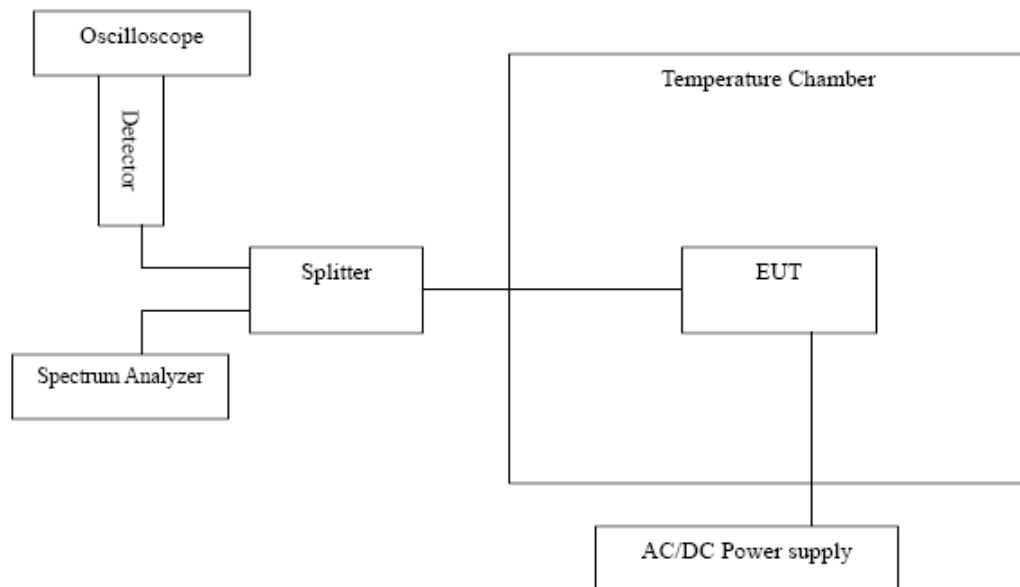 Oscilloscope
Temperature Chamber
Detector
Splitter
EUT
Spectrum Analyzer
AC/DC Power supply